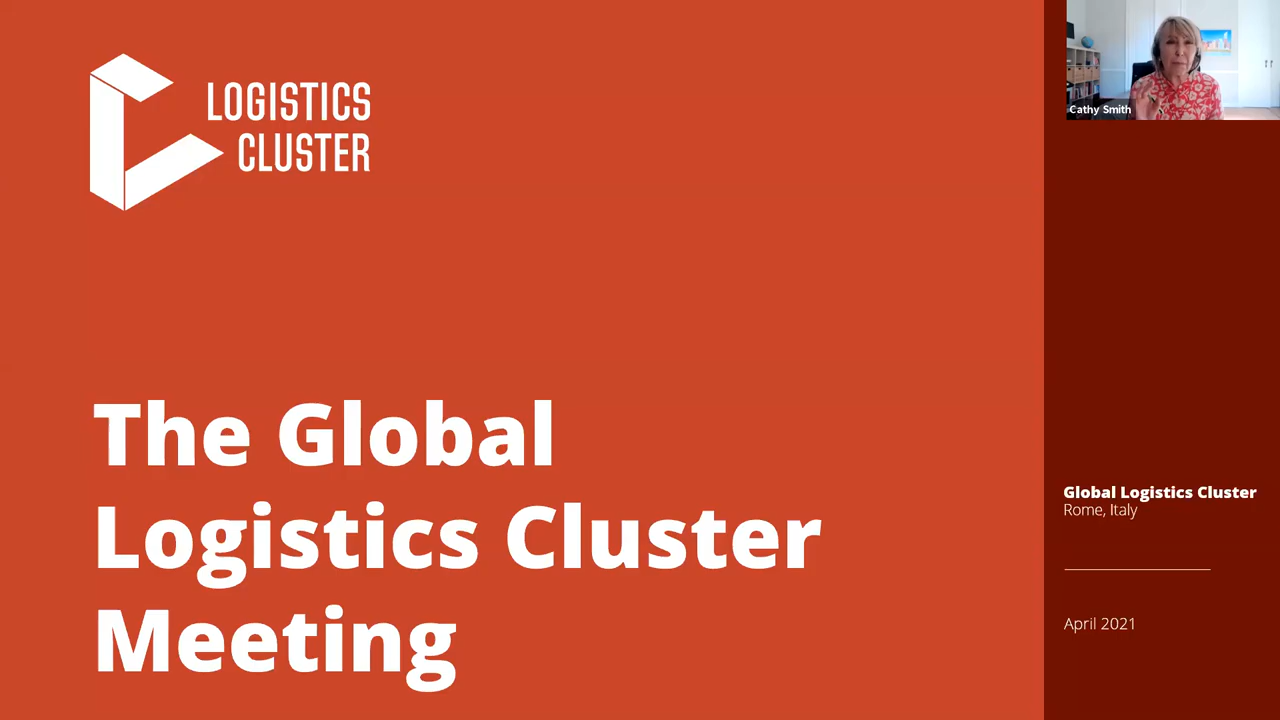 LOGISTICS
CLUSTER
The Global
Logistics Cluster
Meeting
Cathy Smith
Global Logistics Cluster
Rome, Italy
April 2021